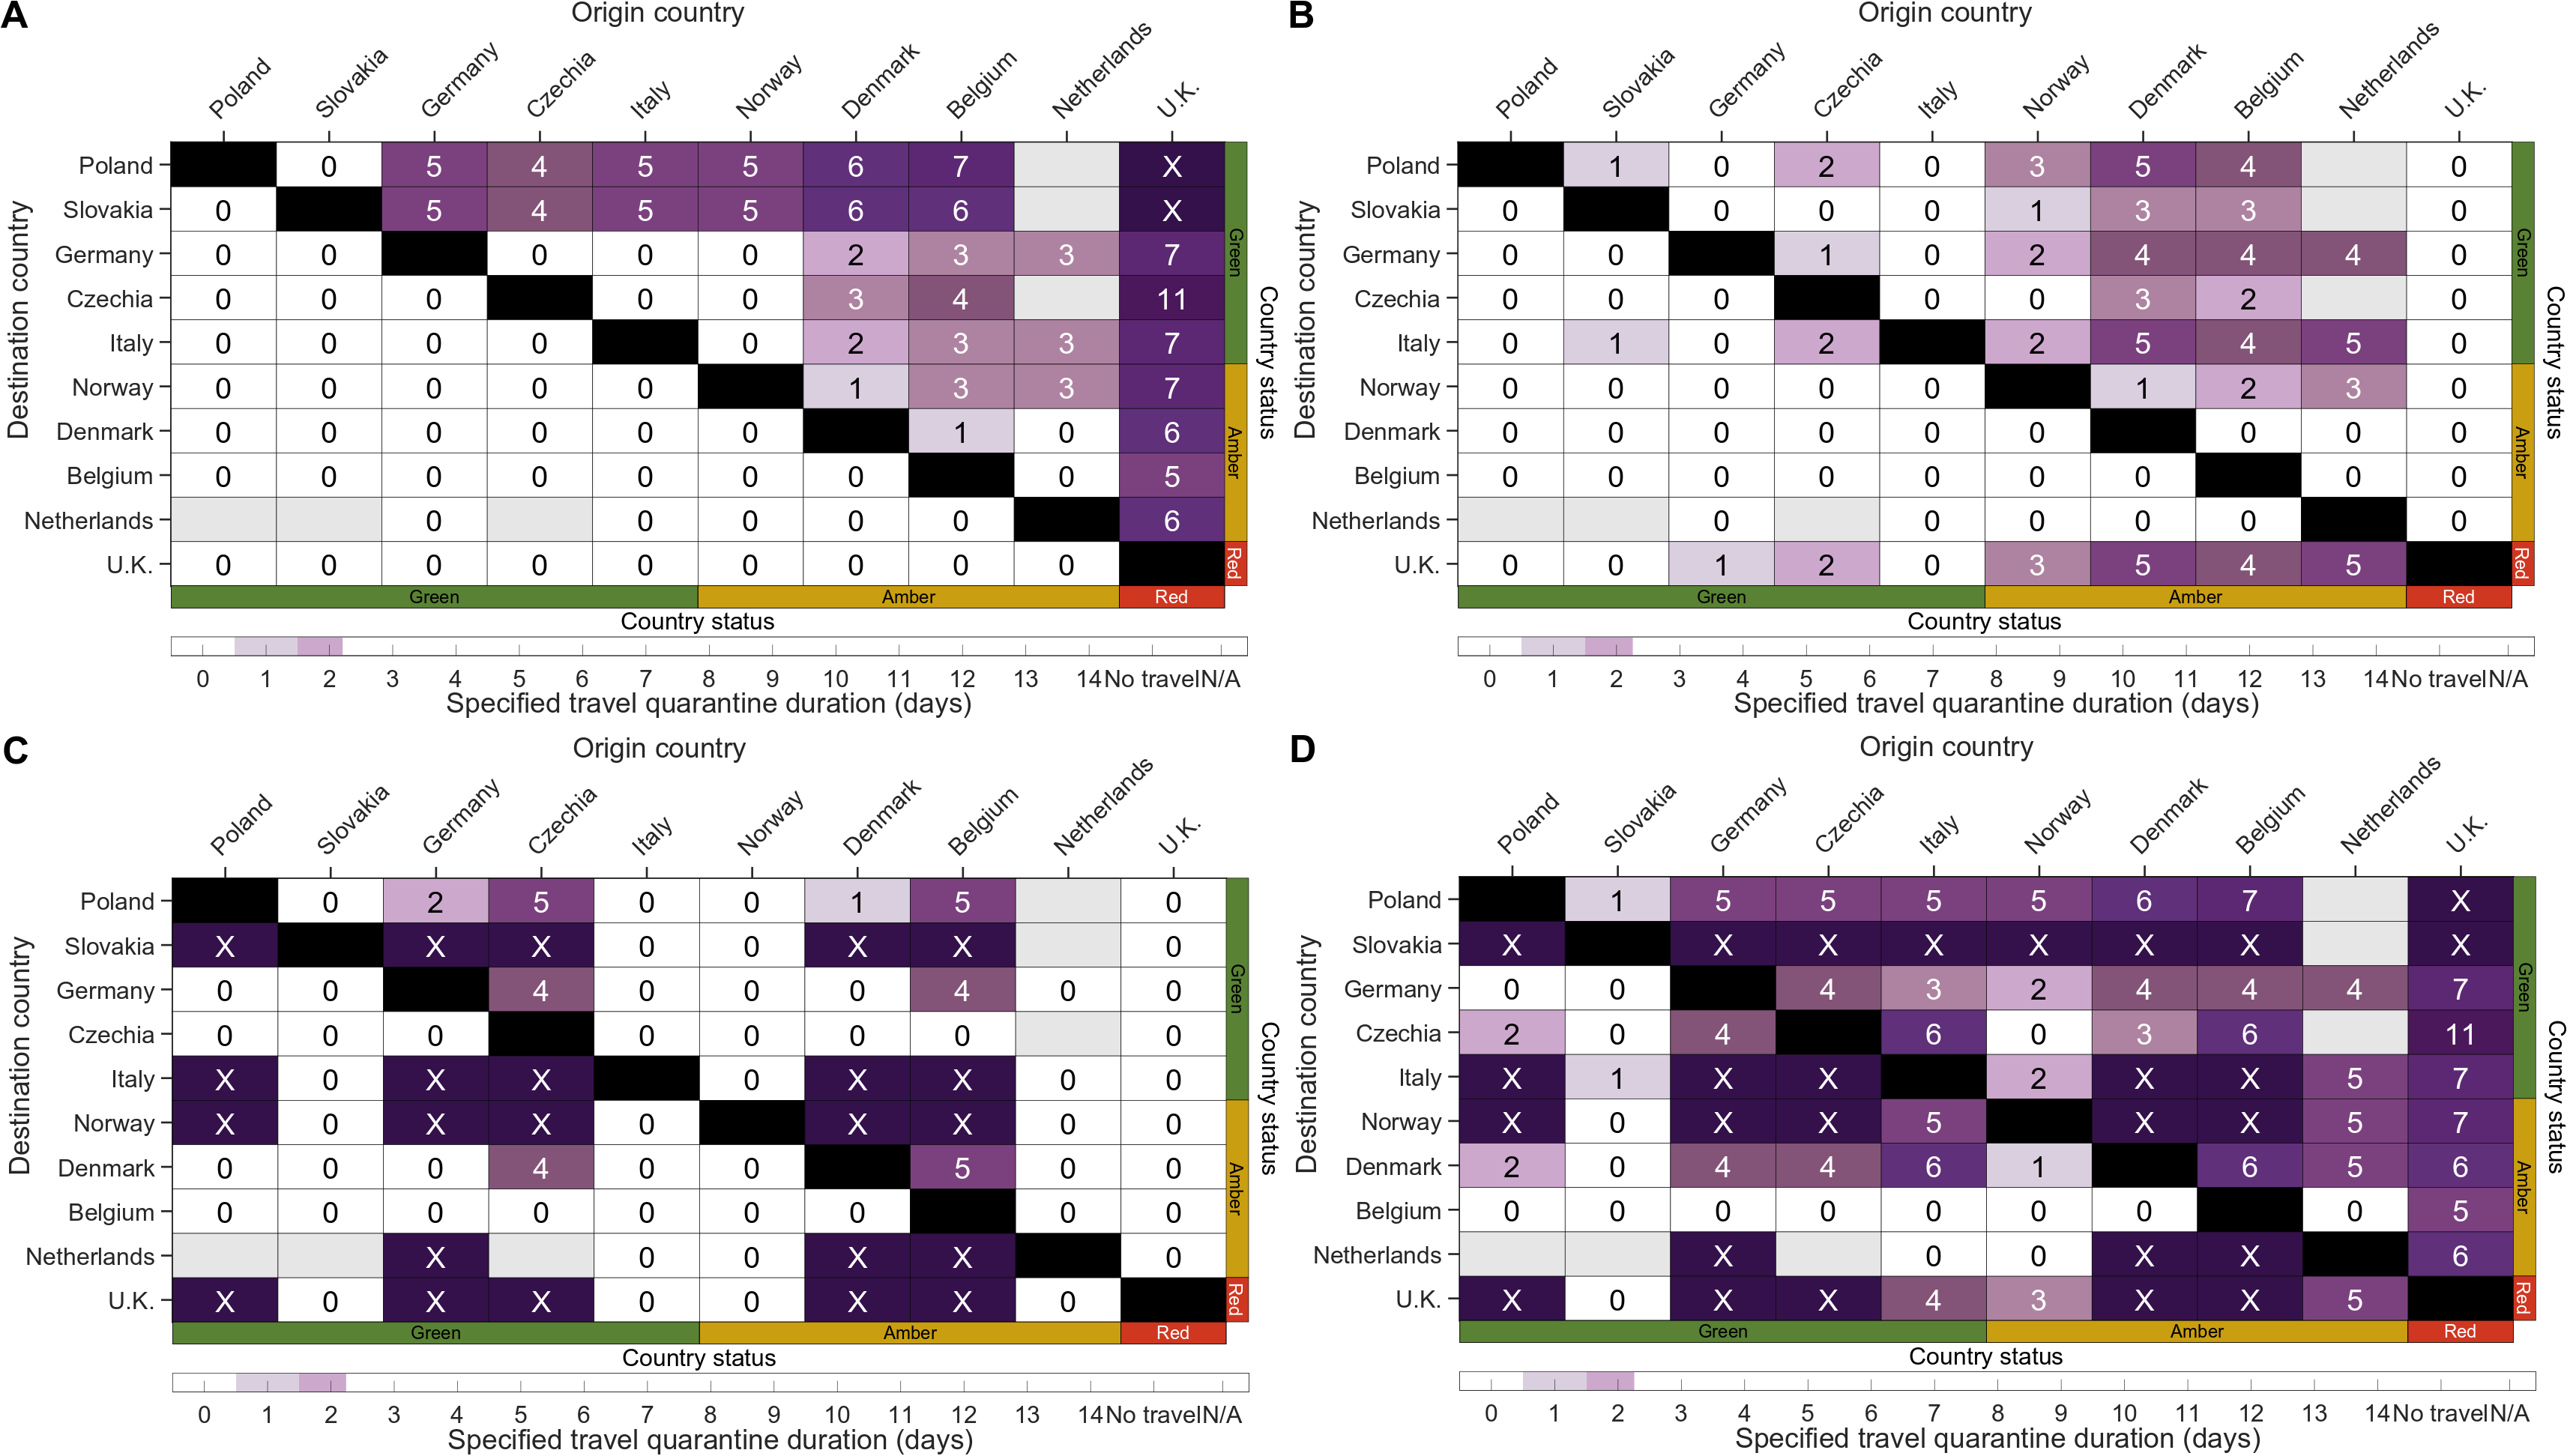 A
Origin country
Poland Slovakia Germany Czechia Italy Norway Denmark Belgium Netherlands U.K.
Destination country
Poland 0 5 4 5 5 6 7 X
Slovakia 0 5 4 5 5 6 6 X
Germany 0 0 0 0 0 2 3 3 7
Czechia 0 0 0 0 0 3 4 11
Italy 0 0 0 0 0 2 3 3 7
Norway 0 0 0 0 0 1 3 3 7
Denmark 0 0 0 0 0 0 1 0 6
Belgium 0 0 0 0 0 0 0 0 5
Netherlands 0 0 0 0 0 6
U.K. 0 0 0 0 0 0 0 0 0
Green Amber Red
Country status
Green Amber Red
Country status
0 1 2 3 4 5 6 7 8 9 10 11 12 13 14 No travel N/A
Specified travel quarantine duration (days)
B
Origin country
Poland Slovakia Germany Czechia Italy Norway Denmark Belgium Netherlands U.K.
Destination country
Poland 1 0 2 0 3 5 4 0
Slovakia 0 0 0 0 1 3 3 0
Germany 0 0 1 0 2 4 4 4 0
Czechia 0 0 0 0 0 3 2 0
Italy 0 1 0 2 2 5 4 5 0
Norway 0 0 0 0 0 1 2 3 0
Denmark 0 0 0 0 0 0 0 0 0
Belgium 0 0 0 0 0 0 0 0 0
Netherlands 0 0 0 0 0 0
U.K. 0 0 1 2 0 3 5 4 5
Green Amber Red
Country status
Green Amber Red
Country status
0 1 2 3 4 5 6 7 8 9 10 11 12 13 14 No travel N/A
Specified travel quarantine duration (days)
C
Origin country
Poland Slovakia Germany Czechia Italy Norway Denmark Belgium Netherlands U.K.
Destination country
Poland 0 2 5 0 0 1 5 0
Slovakia X X X 0 0 X X 0
Germany 0 0 4 0 0 0 4 0 0
Czechia 0 0 0 0 0 0 0 0
Italy X 0 X X 0 X X 0 0
Norway X 0 X X 0 X X 0 0
Denmark 0 0 0 4 0 0 5 0 0
Belgium 0 0 0 0 0 0 0 0 0
Netherlands X 0 0 X X 0
U.K. X 0 X X 0 0 X X 0
Green Amber Red
Country status
Green Amber Red
Country status
0 1 2 3 4 5 6 7 8 9 10 11 12 13 14 No travel N/A
Specified travel quarantine duration (days)
D
Origin country
Poland Slovakia Germany Czechia Italy Norway Denmark Belgium Netherlands U.K.
Destination country
Poland 1 5 5 5 5 6 7 X
Slovakia X X X X X X X X
Germany 0 0 4 3 2 4 4 4 7
Czechia 2 0 4 6 0 3 6 11
Italy X 1 X X 2 X X 5 7
Norway X 0 X X 5 X X 5 7
Denmark 2 0 4 4 6 1 6 5 6
Belgium 0 0 0 0 0 0 0 0 5
Netherlands X 0 0 X X 6
U.K. X 0 X X 4 3 X X 5
Green Amber Red
Country status
Green Amber Red
Country status
0 1 2 3 4 5 6 7 8 9 10 11 12 13 14 No travel N/A
Specified travel quarantine duration (days)